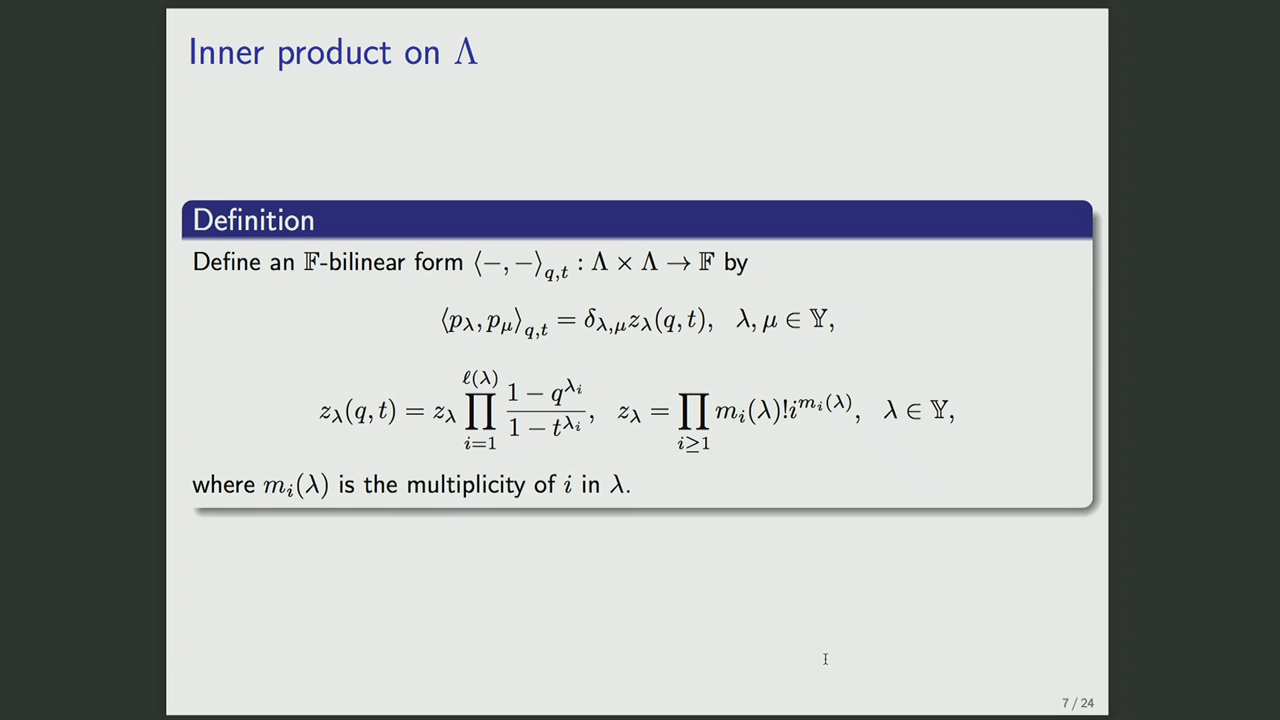 Inner product on Λ
Definition
Define an 𝔽-bilinear form ⟨−, −⟩_{q,t} : Λ × Λ → 𝔽 by
⟨p_λ, p_μ⟩_{q,t} = δ_{λ,μ} z_λ(q, t), λ, μ ∈ 𝕐,
z_λ(q, t) = z_λ ∏_{i=1}^{ℓ(λ)} \frac{1 − q^{λ_i}}{1 − t^{λ_i}}, z_λ = ∏_{i≥1} m_i(λ)! i^{m_i(λ)}, λ ∈ 𝕐,
where m_i(λ) is the multiplicity of i in λ.
7 / 24